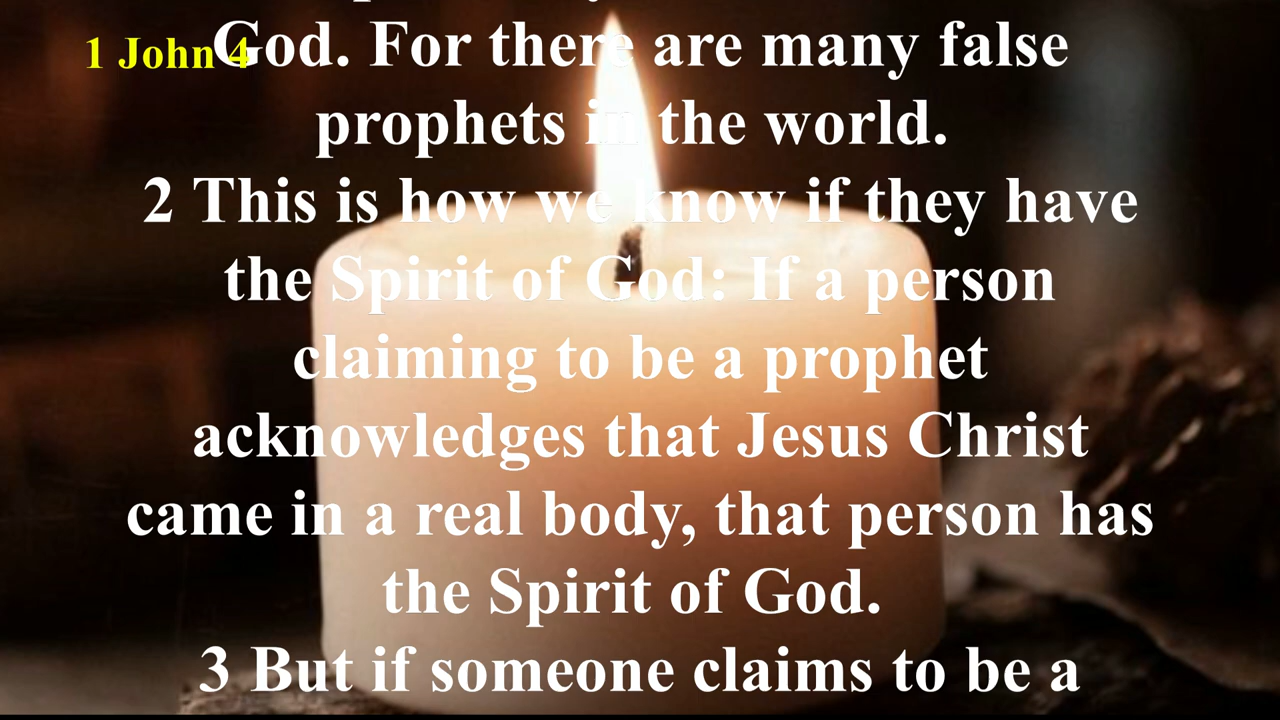 1 John 4
God. For there are many false
prophets in the world.
2 This is how we know if they have
the Spirit of God: If a person
claiming to be a prophet
acknowledges that Jesus Christ
came in a real body, that person has
the Spirit of God.
3 But if someone claims to be a